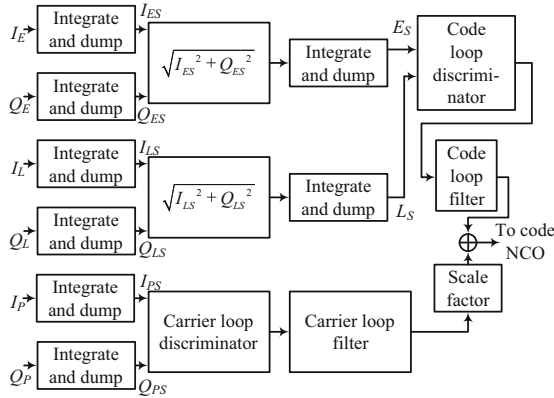 I_E
Integrate
and dump
I_ES
Q_E
Integrate
and dump
Q_ES
√I_ES² + Q_ES²
Integrate
and dump
E_S
Code
loop
discrimi-
nator
I_L
Integrate
and dump
I_LS
Q_L
Integrate
and dump
Q_LS
√I_LS² + Q_LS²
Integrate
and dump
L_S
Code
loop
filter
To code
NCO
Scale
factor
I_P
Integrate
and dump
I_PS
Q_P
Integrate
and dump
Q_PS
Carrier loop
discriminator
Carrier loop
filter